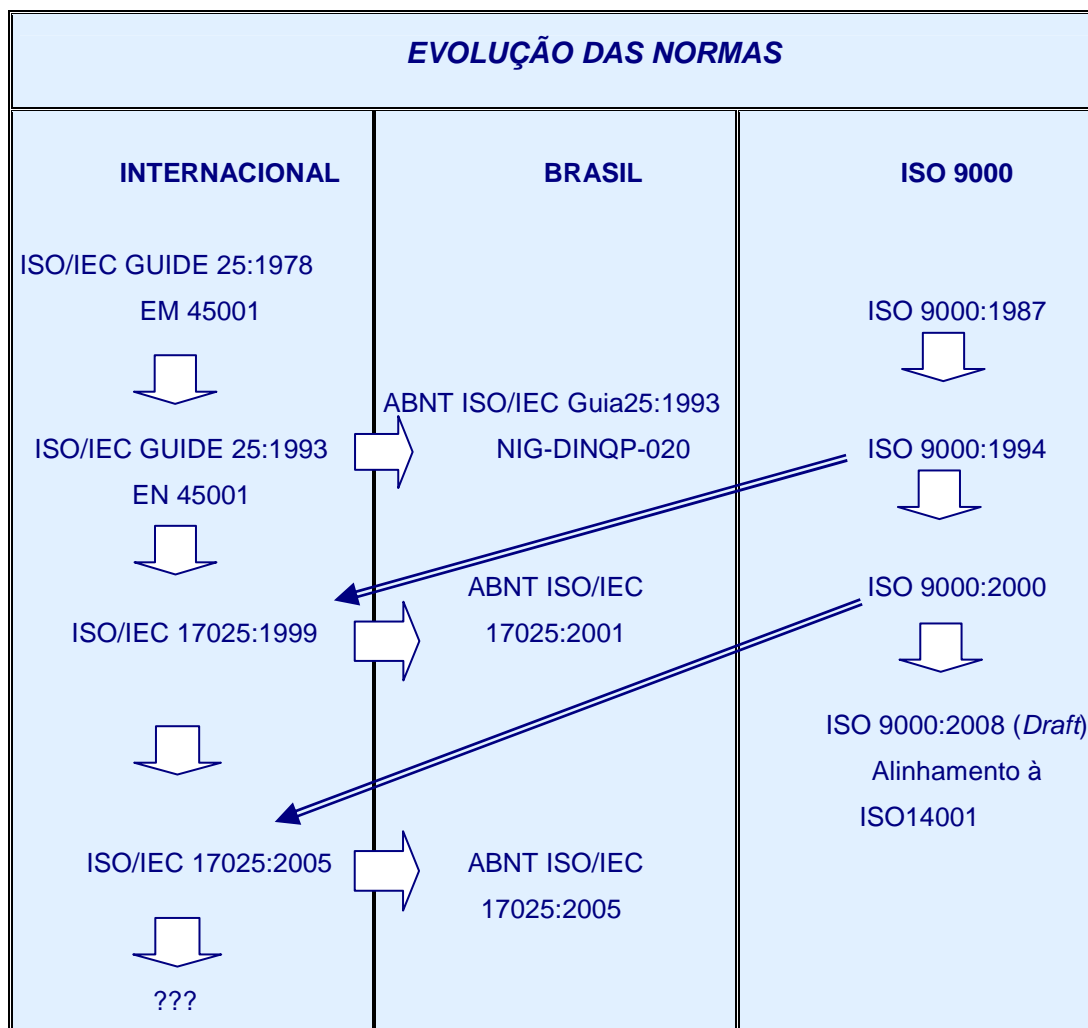 EVOLUÇÃO DAS NORMAS
INTERNACIONAL
ISO/IEC GUIDE 25:1978
EM 45001
ISO/IEC GUIDE 25:1993
EN 45001
ISO/IEC 17025:1999
ISO/IEC 17025:2005
???
BRASIL
ABNT ISO/IEC Guia25:1993
NIG-DINQP-020
ABNT ISO/IEC
17025:2001
ABNT ISO/IEC
17025:2005
ISO 9000
ISO 9000:1987
ISO 9000:1994
ISO 9000:2000
ISO 9000:2008 (Draft)
Alinhamento à
ISO14001